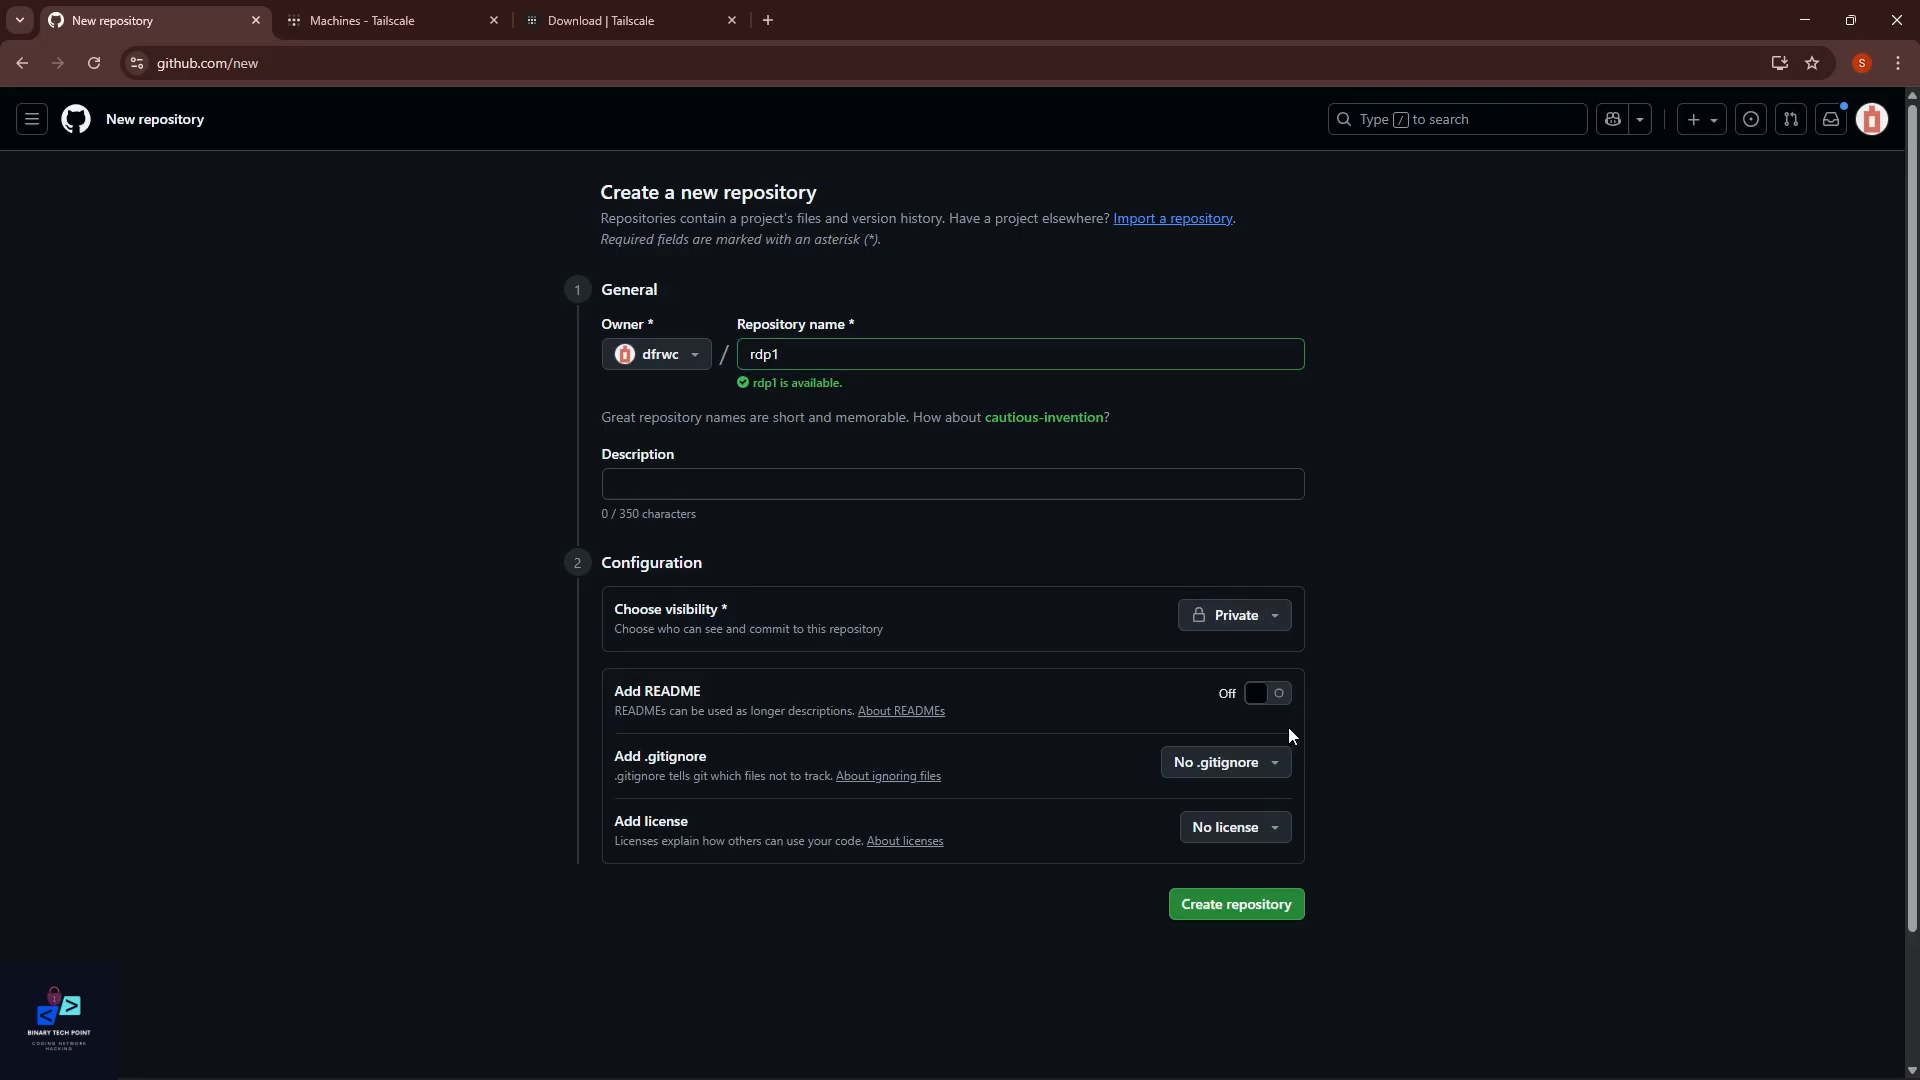 New repository
Machines - Tailscale
Download | Tailscale
github.com/new
S
New repository
Type / to search
Create a new repository
Repositories contain a project's files and version history. Have a project elsewhere? Import a repository.
Required fields are marked with an asterisk (*).
1 General
Owner * Repository name *
dfrwc / rdp1
rdp1 is available.
Great repository names are short and memorable. How about cautious-invention?
Description
0 / 350 characters
2 Configuration
Choose visibility *
Choose who can see and commit to this repository
Private
Add README
READMEs can be used as longer descriptions. About READMEs
Off
Add .gitignore
.gitignore tells git which files not to track. About ignoring files
No .gitignore
Add license
Licenses explain how others can use your code. About licenses
No license
Create repository
BINARY TECH POINT
CODING NETWORK
HACKING